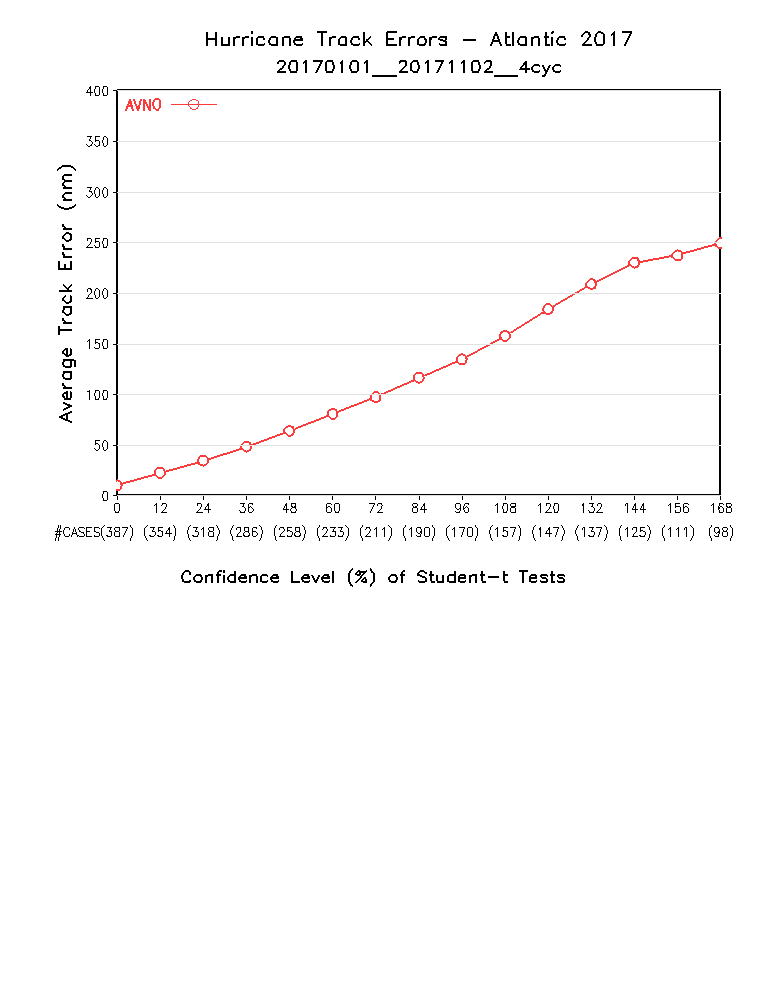 Hurricane Track Errors - Atlantic 2017
20170101__20171102__4cyc
AVNO
Average Track Error (nm)
400
350
300
250
200
150
100
50
0
0 12 24 36 48 60 72 84 96 108 120 132 144 156 168
#CASES(387) (354) (318) (286) (258) (233) (211) (190) (170) (157) (147) (137) (125) (111) (98)
Confidence Level (%) of Student-t Tests